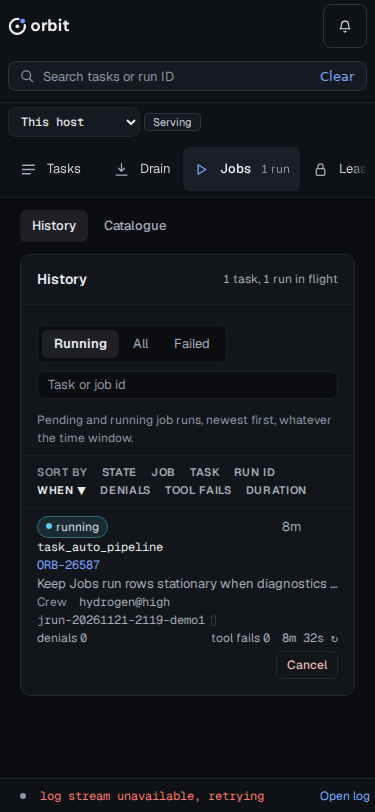 orbit
Search tasks or run ID Clear
This host Serving
Tasks Drain Jobs 1 run Leas
History Catalogue
History 1 task, 1 run in flight
Running All Failed
Task or job id
Pending and running job runs, newest first, whatever
the time window.
SORT BY STATE JOB TASK RUN ID
WHEN ▼ DENIALS TOOL FAILS DURATION
running 8m
task_auto_pipeline
ORB-26587
Keep Jobs run rows stationary when diagnostics …
Crew hydrogen@high
jrun-20261121-2119-demo1
denials 0 tool fails 0 8m 32s ↻
Cancel
log stream unavailable, retrying Open log